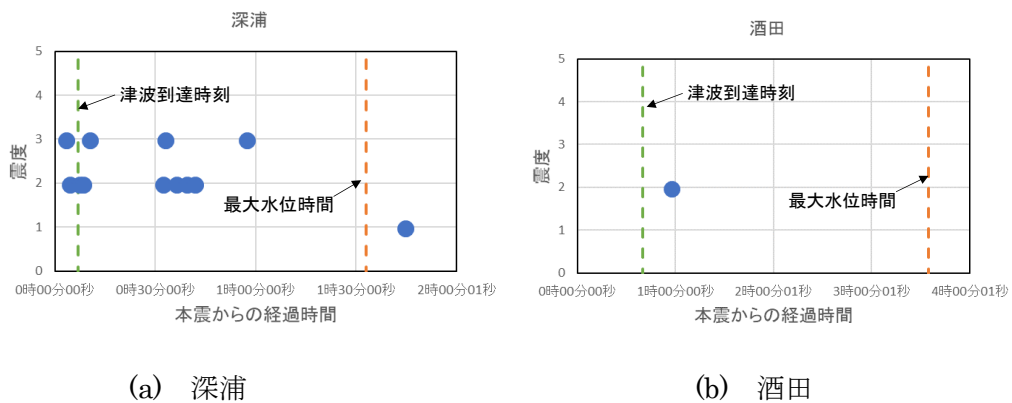 深浦
5
4
3
2
1
0
震度
津波到達時刻
最大水位時間
0時00分00秒 0時30分00秒 1時00分00秒 1時30分00秒 2時00分01秒
本震からの経過時間
(a) 深浦
酒田
5
4
3
2
1
0
震度
津波到達時刻
最大水位時間
0時00分00秒 1時00分00秒 2時00分01秒 3時00分01秒 4時00分01秒
本震からの経過時間
(b) 酒田